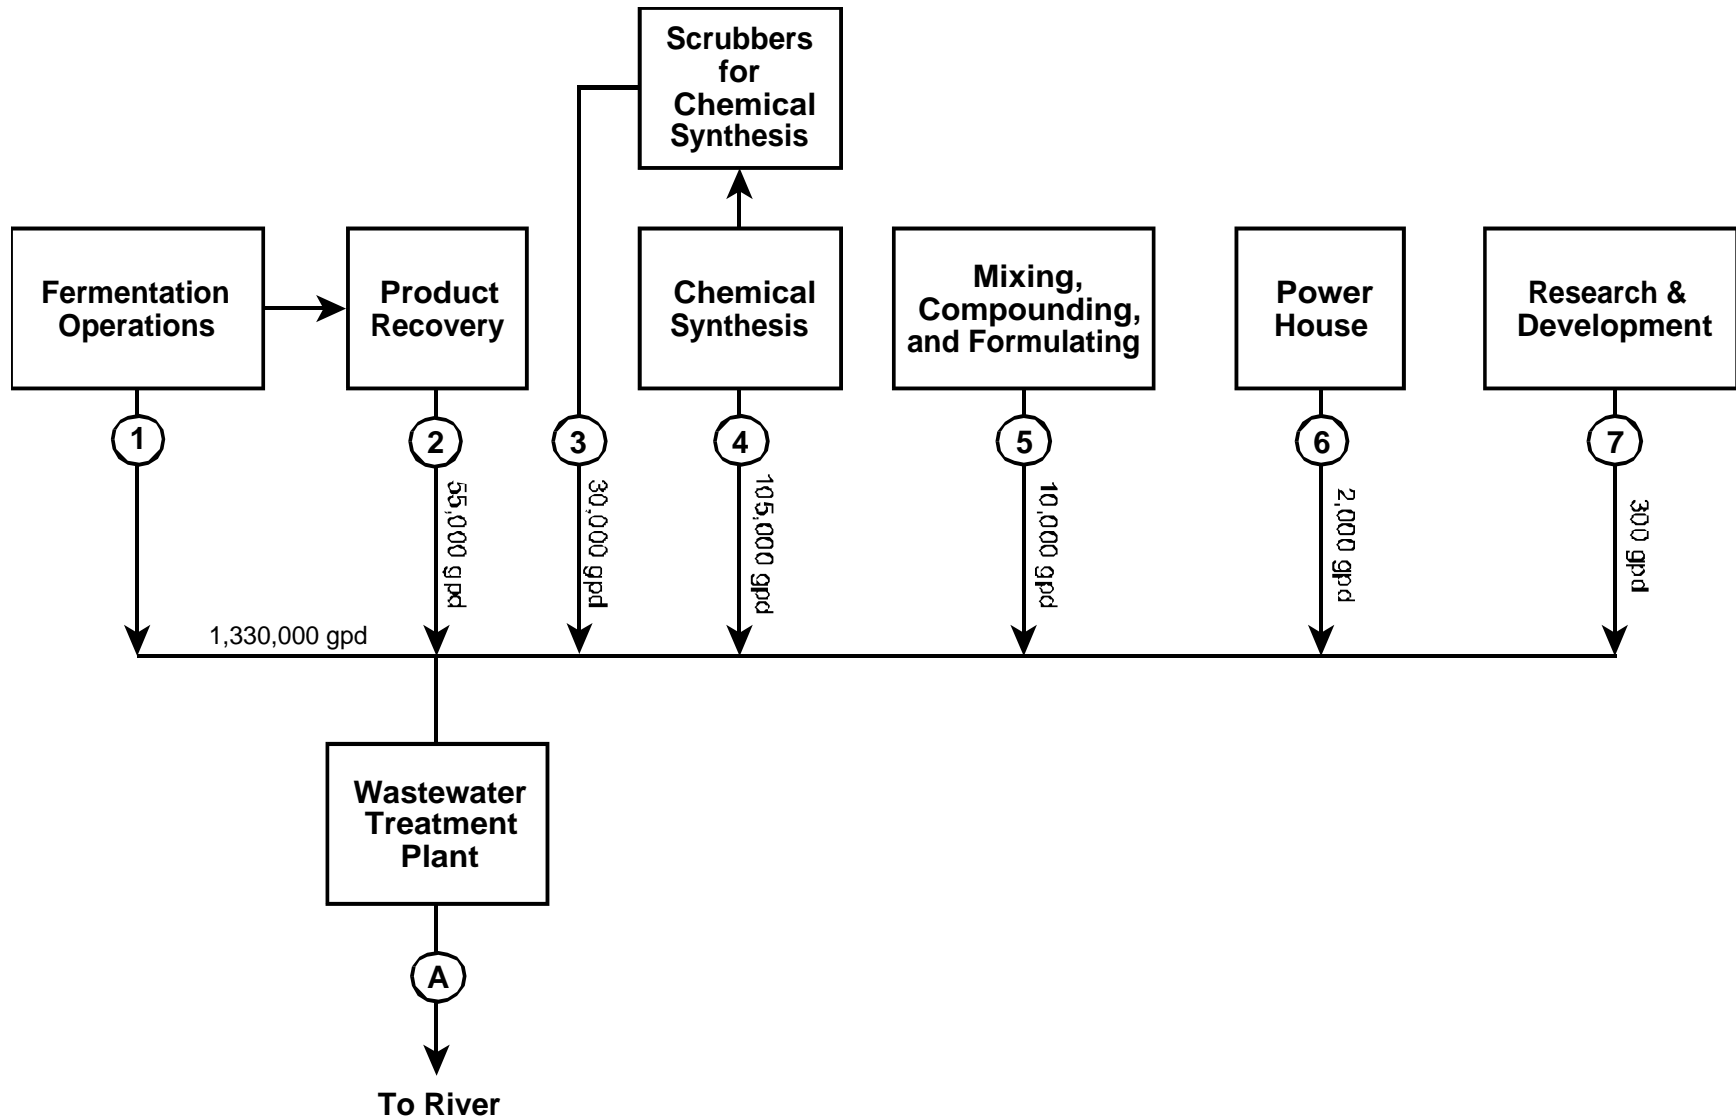 Scrubbers
for
Chemical
Synthesis
Fermentation
Operations
Product
Recovery
Chemical
Synthesis
Mixing,
Compounding,
and Formulating
Power
House
Research &
Development
1
2
3
4
5
6
7
55,000 gpd
30,000 gpd
105,000 gpd
10,000 gpd
2,000 gpd
300 gpd
1,330,000 gpd
Wastewater
Treatment
Plant
A
To River